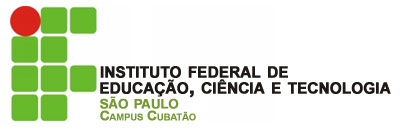 INSTITUTO FEDERAL DE
EDUCAÇÃO, CIÊNCIA E TECNOLOGIA
SÃO PAULO
CAMPUS CUBATÃO